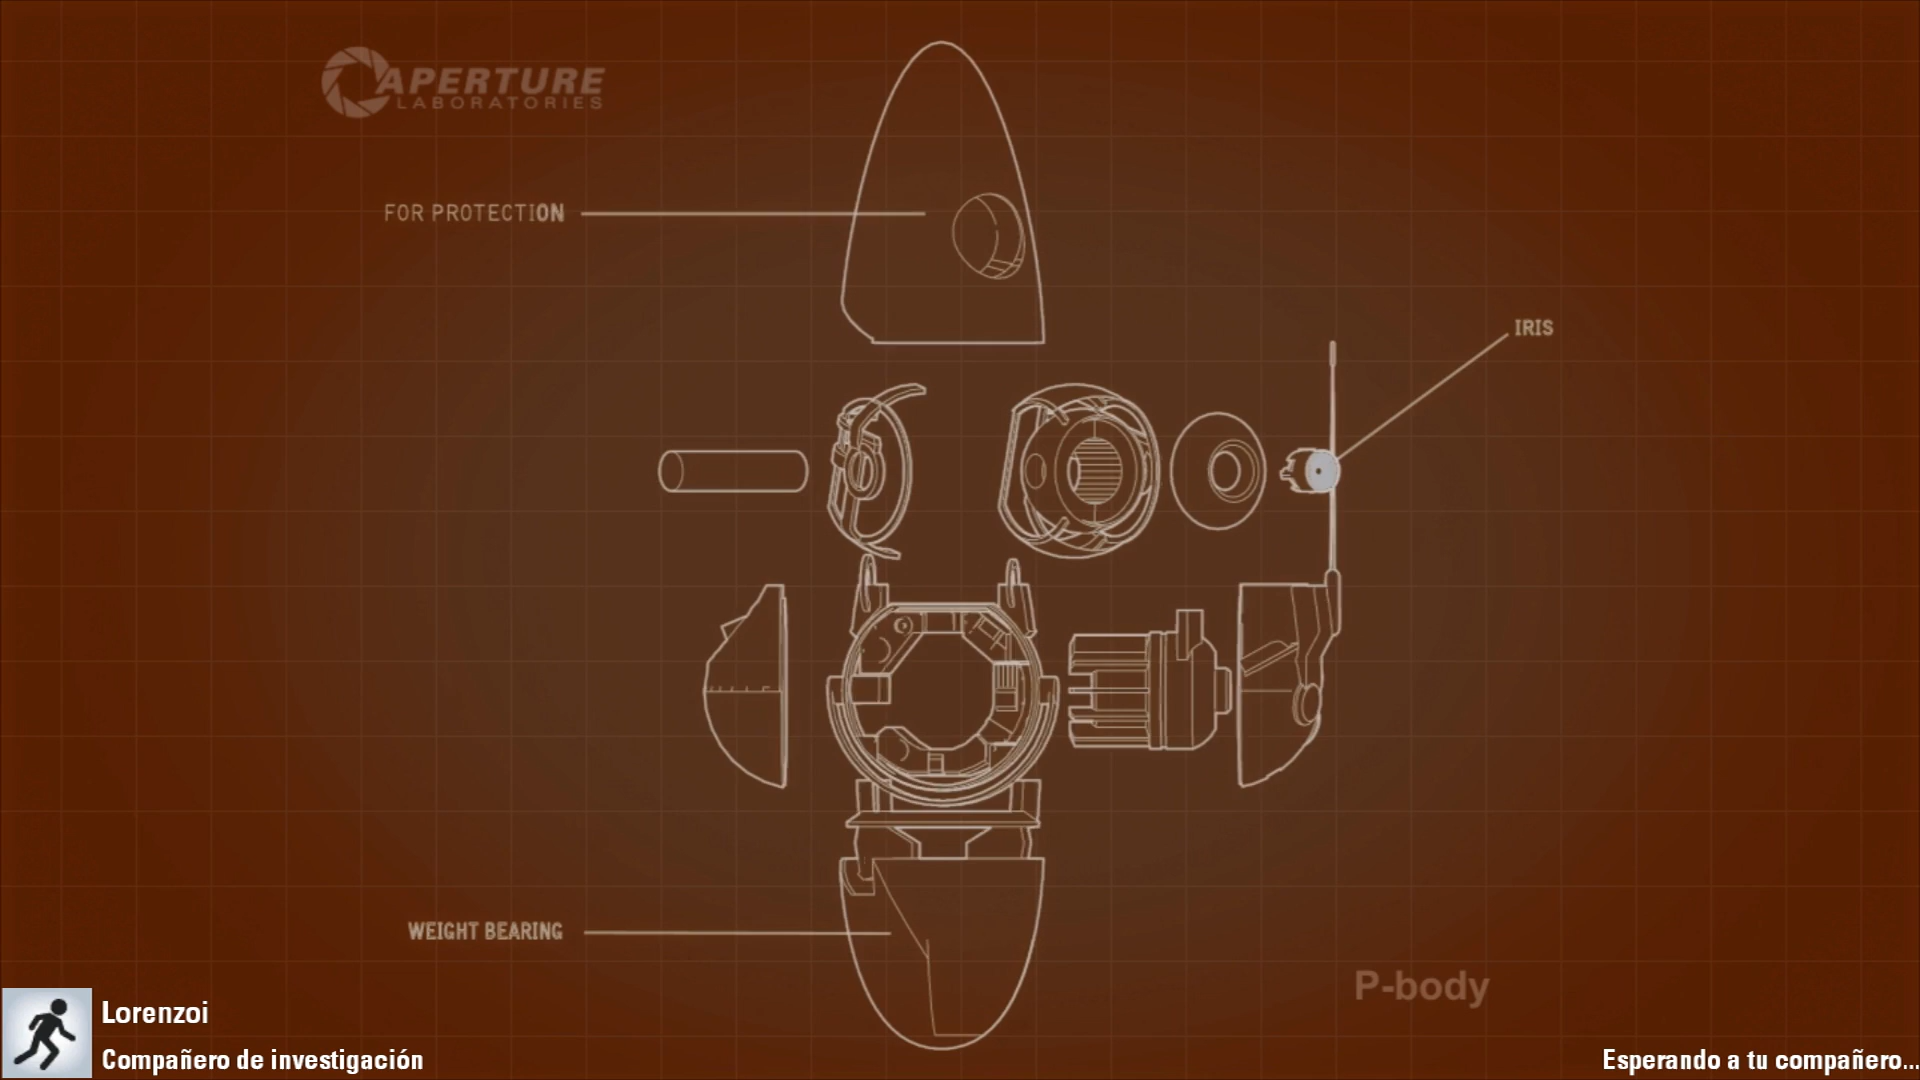 APERTURE
LABORATORIES
FOR PROTECTION
IRIS
WEIGHT BEARING
P-body
Lorenzoi
Compañero de investigación
Esperando a tu compañero...